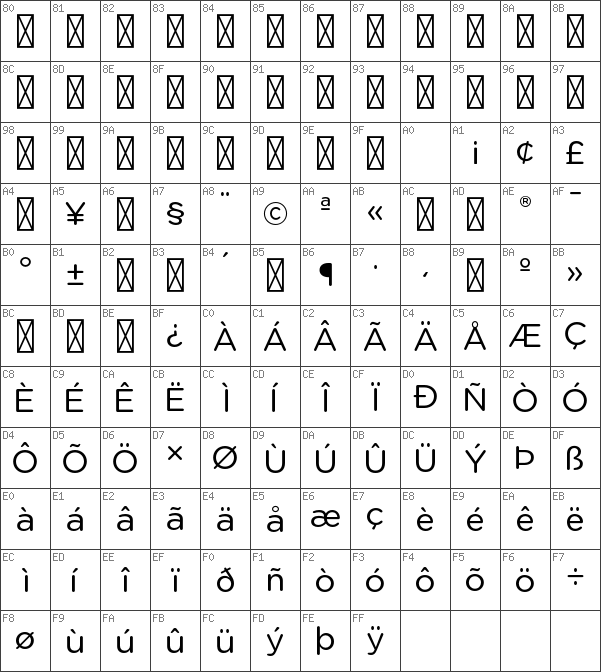 80 81 82 83 84 85 86 87 88 89 8A 8B
8C 8D 8E 8F 90 91 92 93 94 95 96 97
98 99 9A 9B 9C 9D 9E 9F A0 A1 A2 A3
¡ ¢ £
A4 A5 A6 A7 A8 A9 AA AB AC AD AE AF
¥ § ¨ © ª « ® ¯
B0 B1 B2 B3 B4 B5 B6 B7 B8 B9 BA BB
° ± ´ ¶ · ¸ º »
BC BD BE BF C0 C1 C2 C3 C4 C5 C6 C7
¿ À Á Â Ã Ä Å Æ Ç
C8 C9 CA CB CC CD CE CF D0 D1 D2 D3
È É Ê Ë Ì Í Î Ï Ð Ñ Ò Ó
D4 D5 D6 D7 D8 D9 DA DB DC DD DE DF
Ô Õ Ö × Ø Ù Ú Û Ü Ý Þ ß
E0 E1 E2 E3 E4 E5 E6 E7 E8 E9 EA EB
à á â ã ä å æ ç è é ê ë
EC ED EE EF F0 F1 F2 F3 F4 F5 F6 F7
ì í î ï ð ñ ò ó ô õ ö ÷
F8 F9 FA FB FC FD FE FF
ø ù ú û ü ý þ ÿ